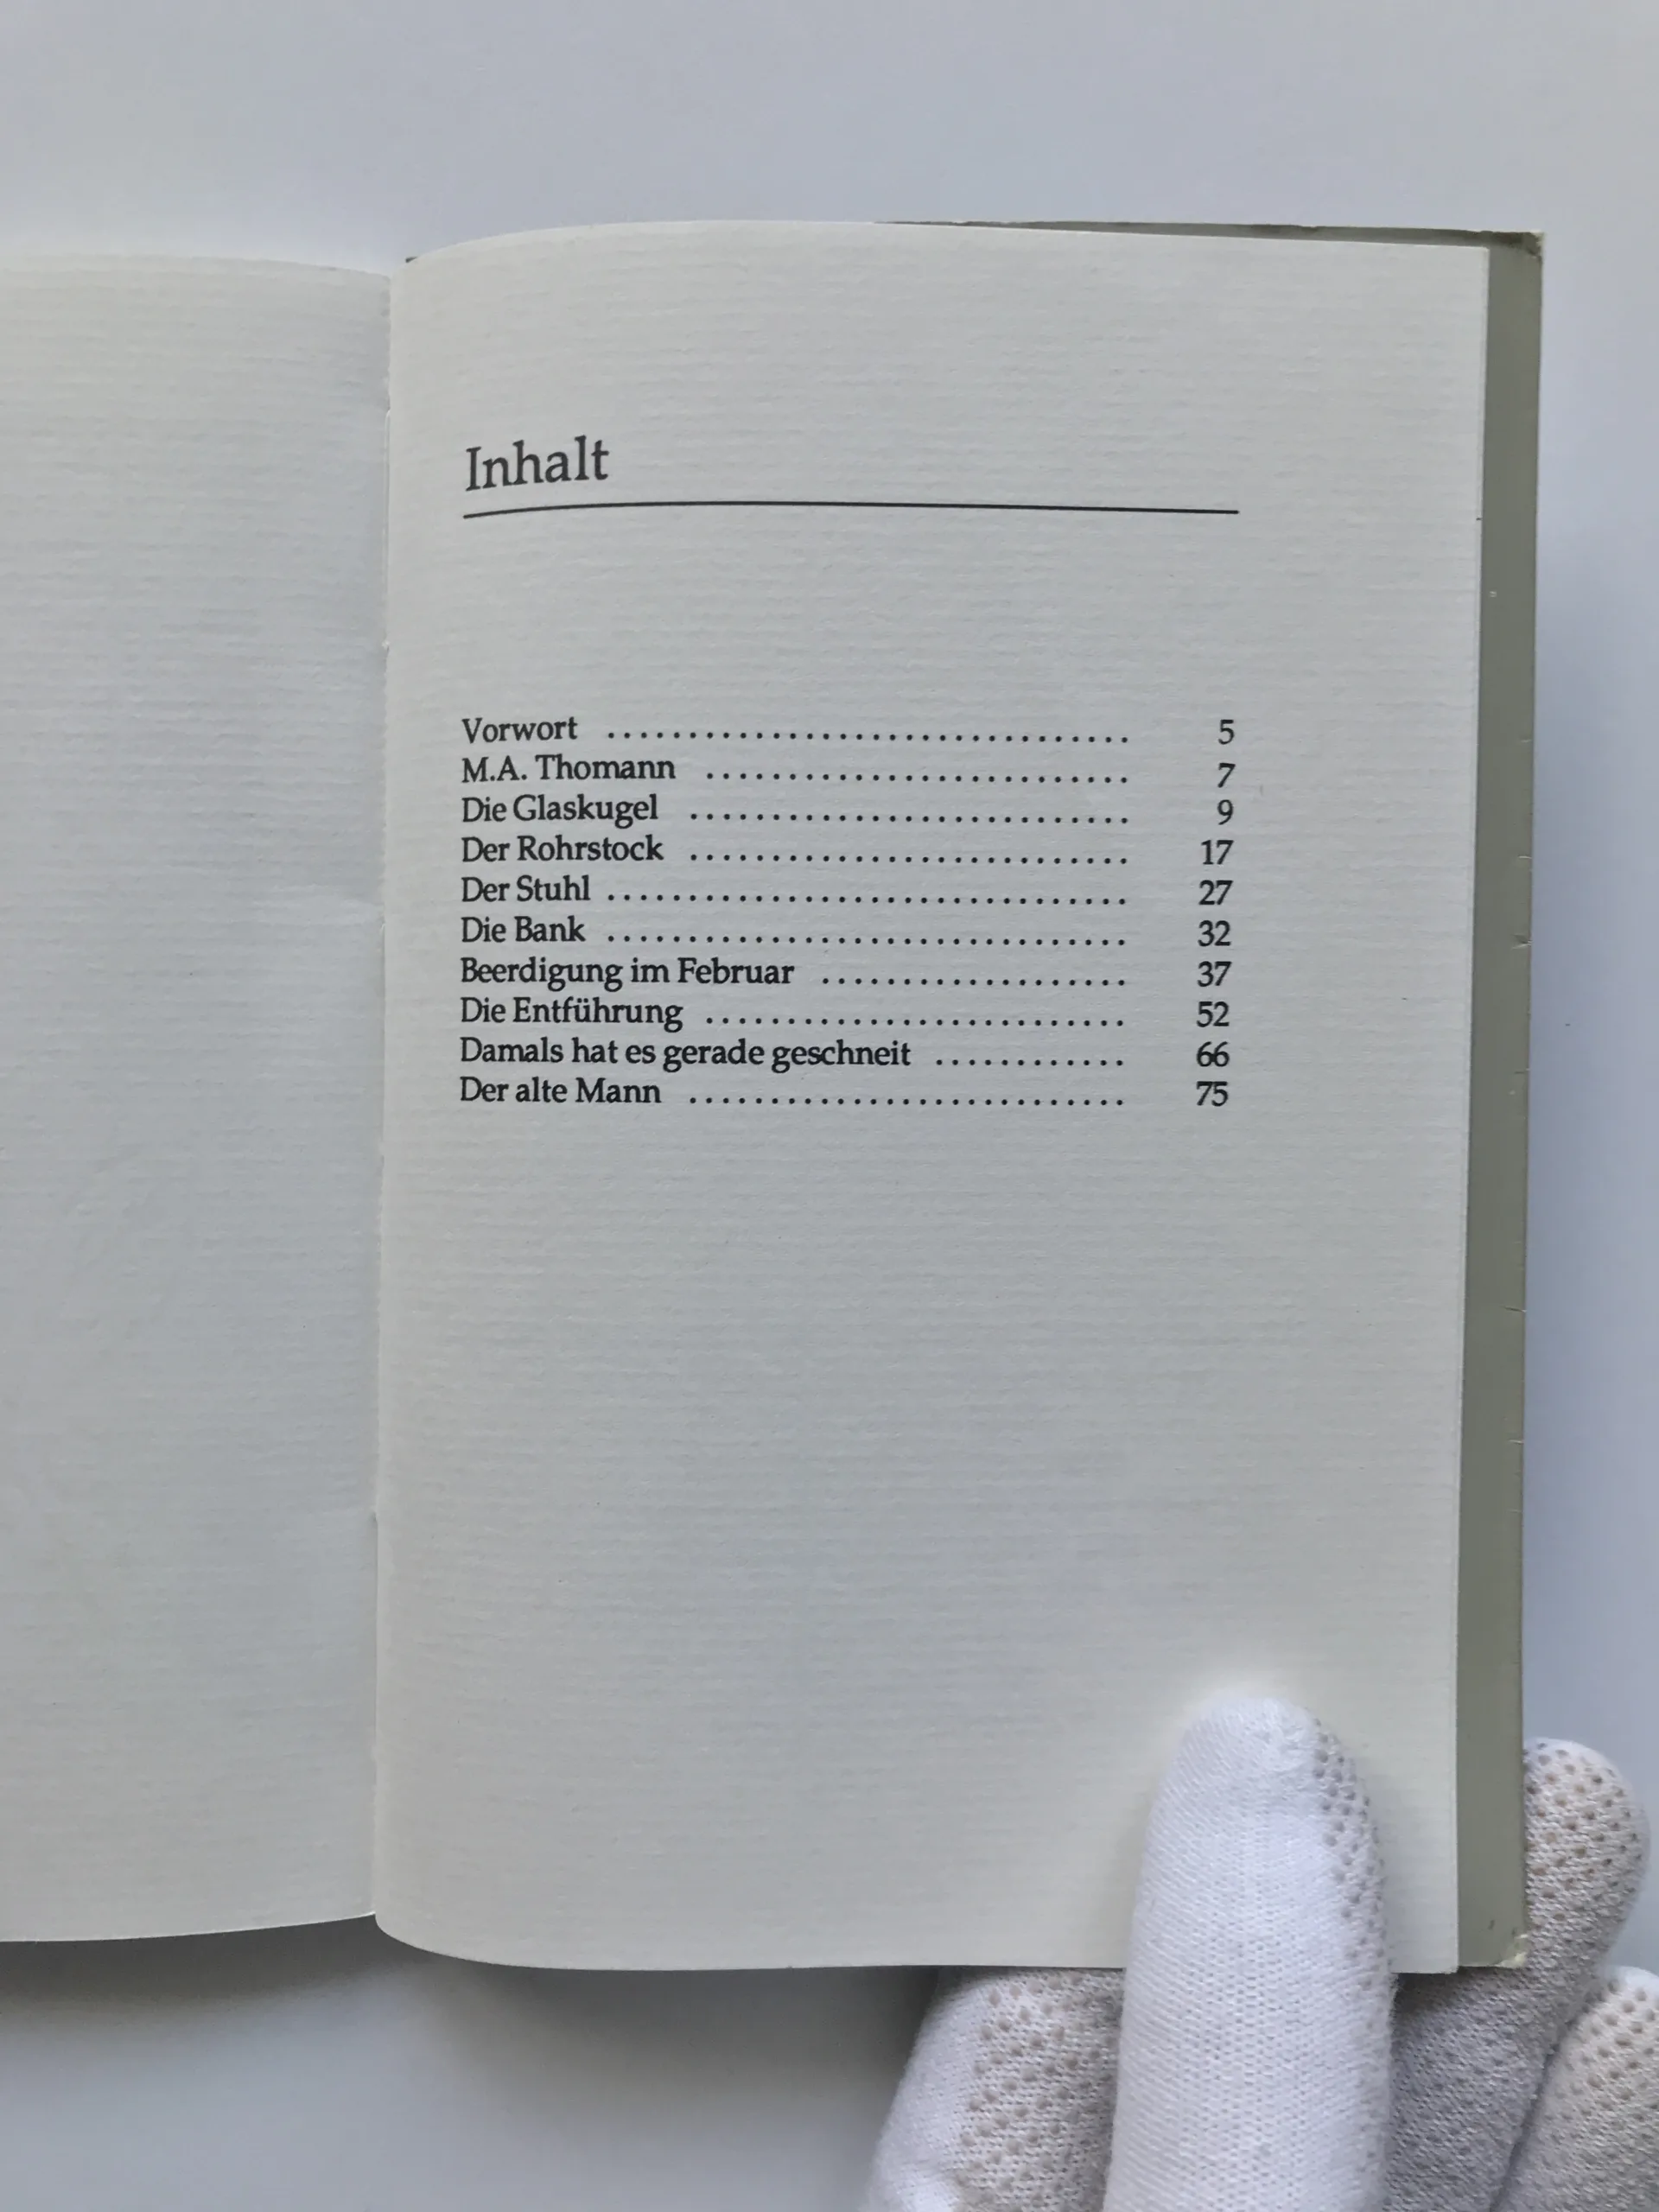 Inhalt
Vorwort ................................. 5
M.A. Thomann ........................... 7
Die Glaskugel ............................ 9
Der Rohrstock ............................ 17
Der Stuhl ................................. 27
Die Bank ................................. 32
Beerdigung im Februar ................... 37
Die Entführung .......................... 52
Damals hat es gerade geschneit ............ 66
Der alte Mann ............................ 75